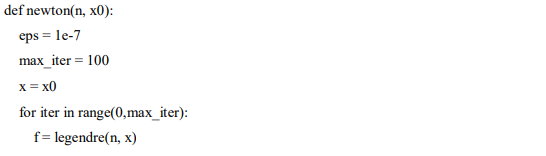 def newton(n, x0):
eps = 1e-7
max_iter = 100
x = x0
for iter in range(0,max_iter):
f = legendre(n, x)